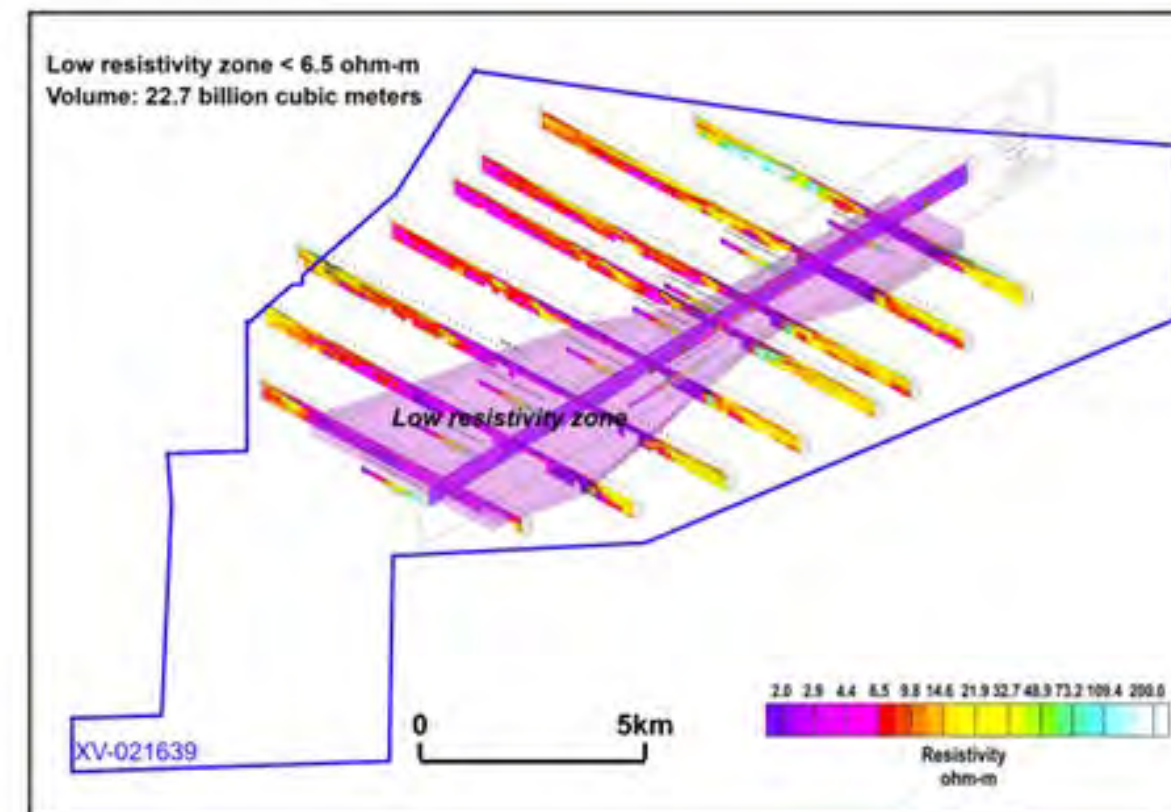 Low resistivity zone < 6.5 ohm-m
Volume: 22.7 billion cubic meters
Low resistivity zone
XV-021639
0 5km
2.0 2.9 4.4 6.5 9.8 14.6 21.9 32.7 48.9 73.2 109.4 200.0
Resistivity
ohm-m